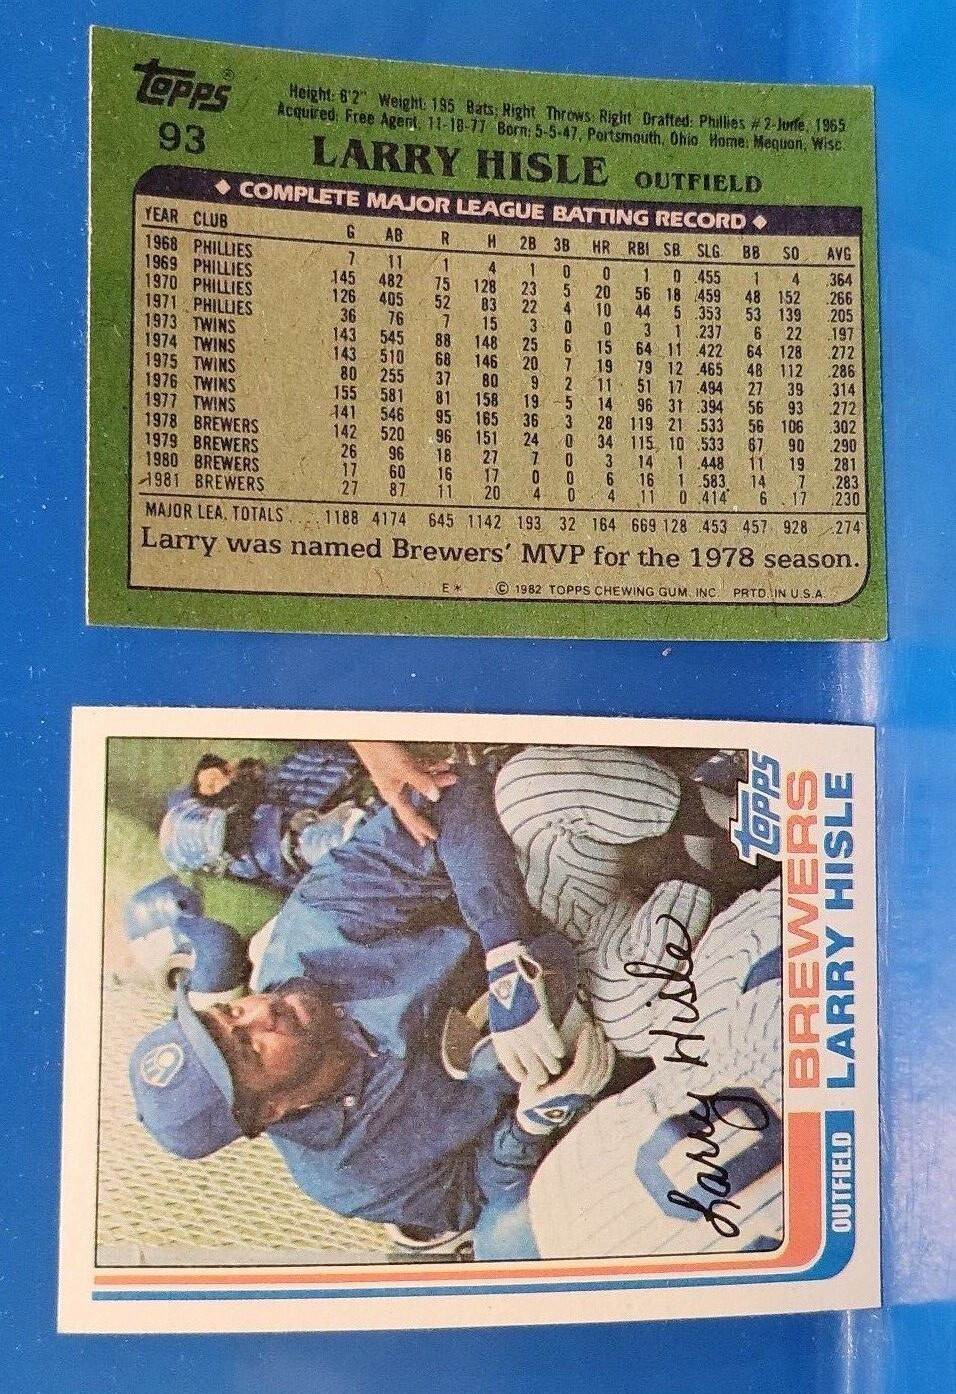 Topps®
93
Height: 6'2" Weight: 195 Bats: Right Throws: Right Drafted: Phillies #2-June, 1965
Acquired: Free Agent, 11-18-77 Born: 5-5-47, Portsmouth, Ohio Home: Mequon, Wisc.
LARRY HISLE OUTFIELD
◆ COMPLETE MAJOR LEAGUE BATTING RECORD ◆
YEAR CLUB G AB R H 2B 3B HR RBI SB SLG BB SO AVG
1968 PHILLIES 7 11 1 4 1 0 0 1 0 .455 1 4 .364
1969 PHILLIES 145 482 75 128 23 5 20 56 18 .459 48 152 .266
1970 PHILLIES 126 405 52 83 22 4 10 44 5 .353 53 139 .205
1971 PHILLIES 36 76 7 15 3 0 0 3 1 .237 6 22 .197
1973 TWINS 143 545 88 148 25 6 15 64 11 .422 64 128 .272
1974 TWINS 143 510 68 146 20 7 19 79 12 .465 48 112 .286
1975 TWINS 80 255 37 80 9 2 11 51 17 .494 27 39 .314
1976 TWINS 155 581 81 158 19 5 14 96 31 .394 56 93 .272
1977 TWINS 141 546 95 165 36 3 28 119 21 .533 56 106 .302
1978 BREWERS 142 520 96 151 24 0 34 115 10 .533 67 90 .290
1979 BREWERS 26 96 18 27 7 0 3 14 1 .448 11 19 .281
1980 BREWERS 17 60 16 17 0 0 6 16 1 .583 14 7 .283
1981 BREWERS 27 87 11 20 4 0 4 11 0 .414 6 17 .230
MAJOR LEA. TOTALS 1188 4174 645 1142 193 32 164 669 128 .453 457 928 .274
Larry was named Brewers' MVP for the 1978 season.
E* © 1982 TOPPS CHEWING GUM, INC. PRTD. IN U.S.A.
Larry Hisle
Topps
BREWERS
OUTFIELD LARRY HISLE